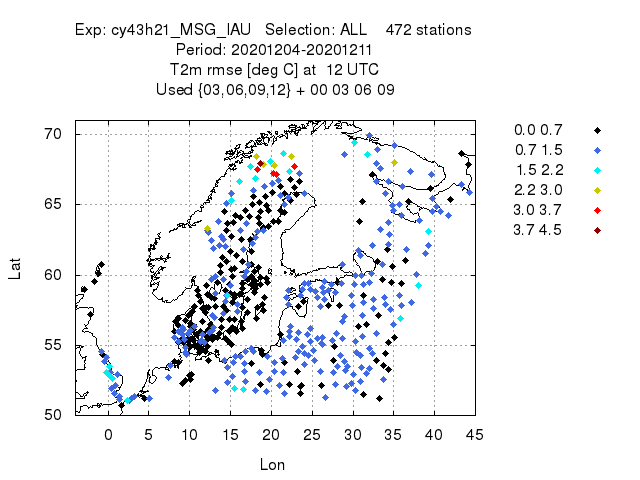 Exp: cy43h21_MSG_IAU   Selection: ALL    472 stations
Period: 20201204-20201211
T2m rmse [deg C] at  12 UTC
Used {03,06,09,12} + 00 03 06 09
0.0 0.7
0.7 1.5
1.5 2.2
2.2 3.0
3.0 3.7
3.7 4.5
Lat
70
65
60
55
50
0 5 10 15 20 25 30 35 40 45
Lon